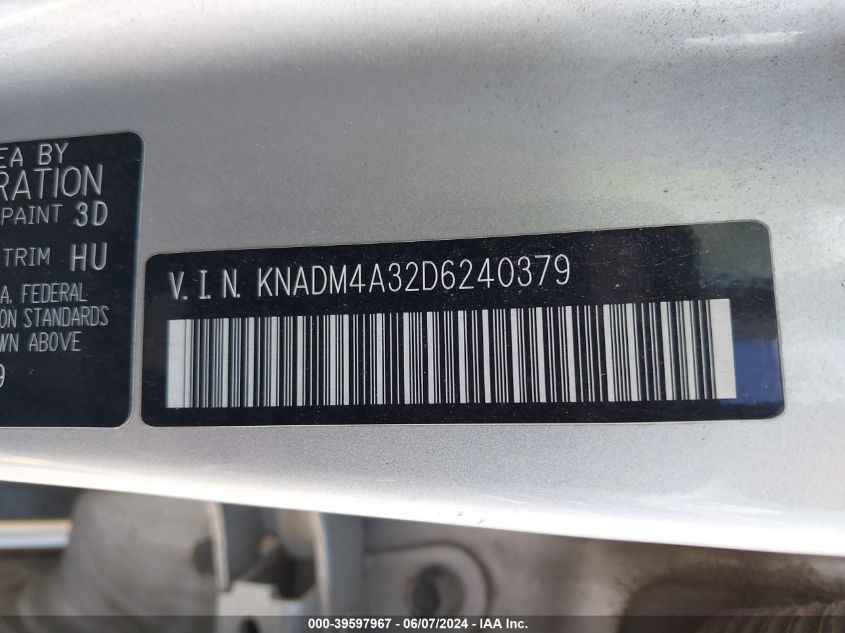 EA BY
RATION
PAINT 3D
TRIM HU
A. FEDERAL
ON STANDARDS
WN ABOVE
9
V.I.N. KNADM4A32D6240379
000-39597967 - 06/07/2024 - IAAI Inc.